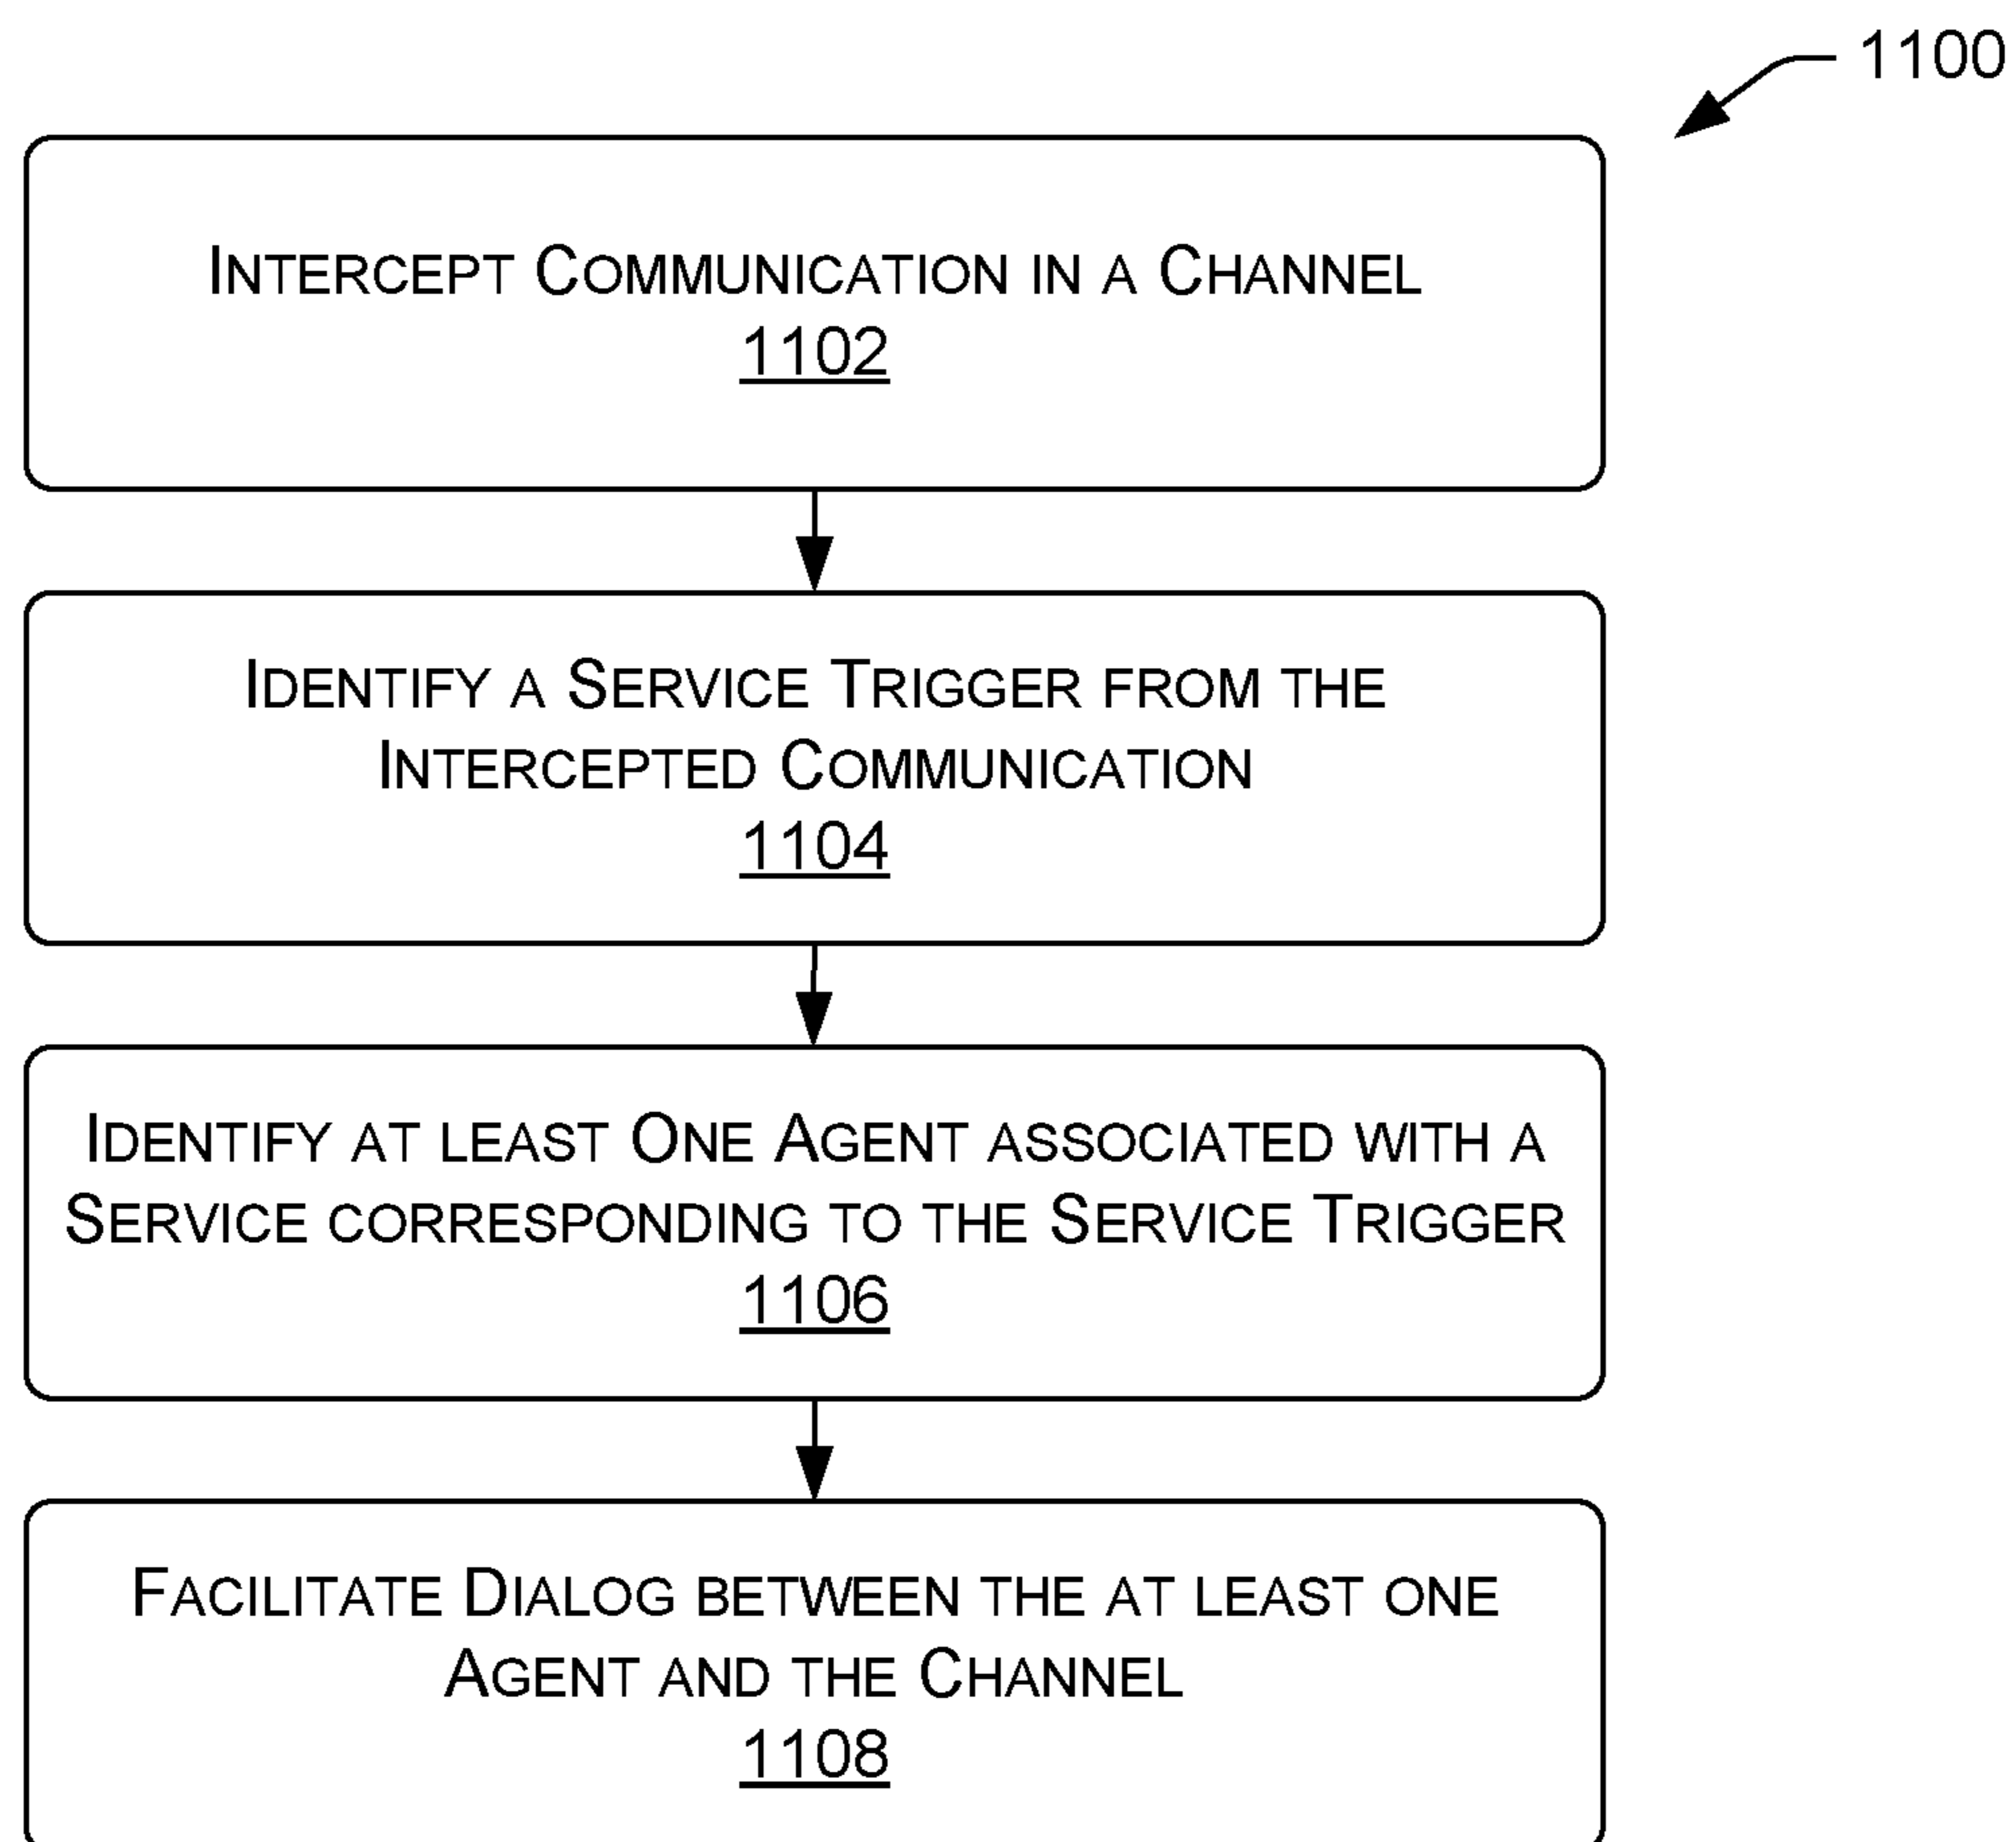 1100
INTERCEPT COMMUNICATION IN A CHANNEL
1102
IDENTIFY A SERVICE TRIGGER FROM THE
INTERCEPTED COMMUNICATION
1104
IDENTIFY AT LEAST ONE AGENT ASSOCIATED WITH A
SERVICE CORRESPONDING TO THE SERVICE TRIGGER
1106
FACILITATE DIALOG BETWEEN THE AT LEAST ONE
AGENT AND THE CHANNEL
1108